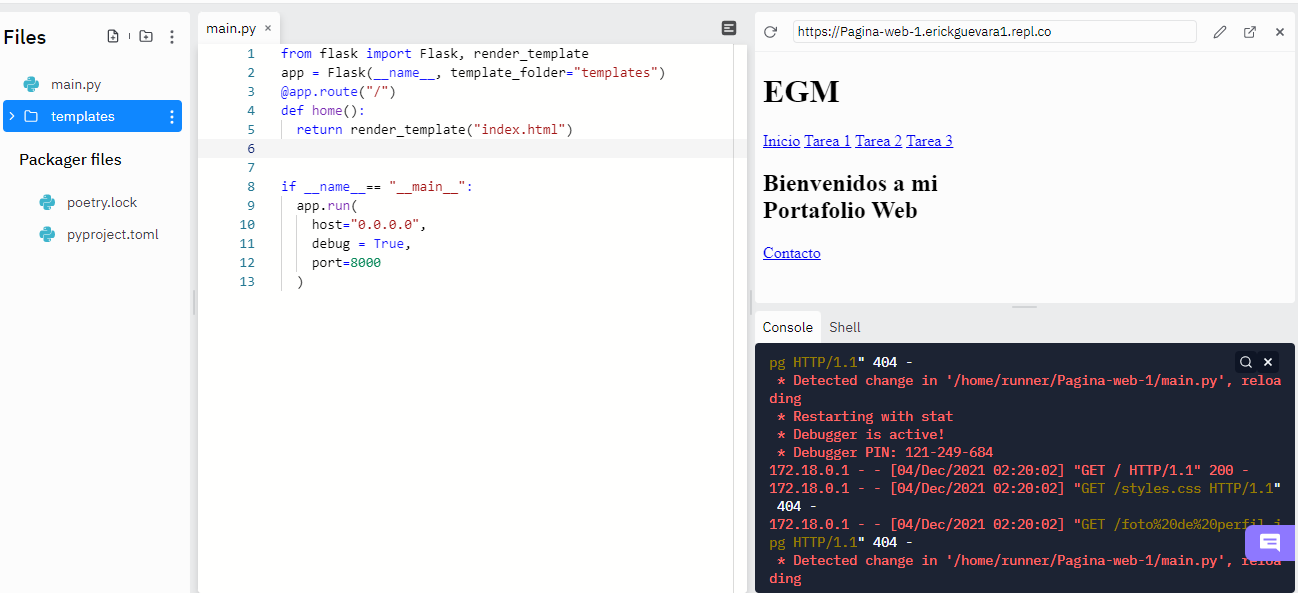 Files
main.py
templates
Packager files
poetry.lock
pyproject.toml
main.py ×
1 from flask import Flask, render_template
2 app = Flask(__name__, template_folder="templates")
3 @app.route("/")
4 def home():
5 return render_template("index.html")
6
7
8 if __name__== "__main__":
9 app.run(
10 host="0.0.0.0",
11 debug = True,
12 port=8000
13 )
https://Pagina-web-1.erickguevara1.repl.co
EGM
Inicio Tarea 1 Tarea 2 Tarea 3
Bienvenidos a mi
Portafolio Web
Contacto
Console Shell
pg HTTP/1.1" 404 -
* Detected change in '/home/runner/Pagina-web-1/main.py', reloa
ding
* Restarting with stat
* Debugger is active!
* Debugger PIN: 121-249-684
172.18.0.1 - - [04/Dec/2021 02:20:02] "GET / HTTP/1.1" 200 -
172.18.0.1 - - [04/Dec/2021 02:20:02] "GET /styles.css HTTP/1.1"
404 -
172.18.0.1 - - [04/Dec/2021 02:20:02] "GET /foto%20de%20perfil.j
pg HTTP/1.1" 404 -
* Detected change in '/home/runner/Pagina-web-1/main.py', reloa
ding